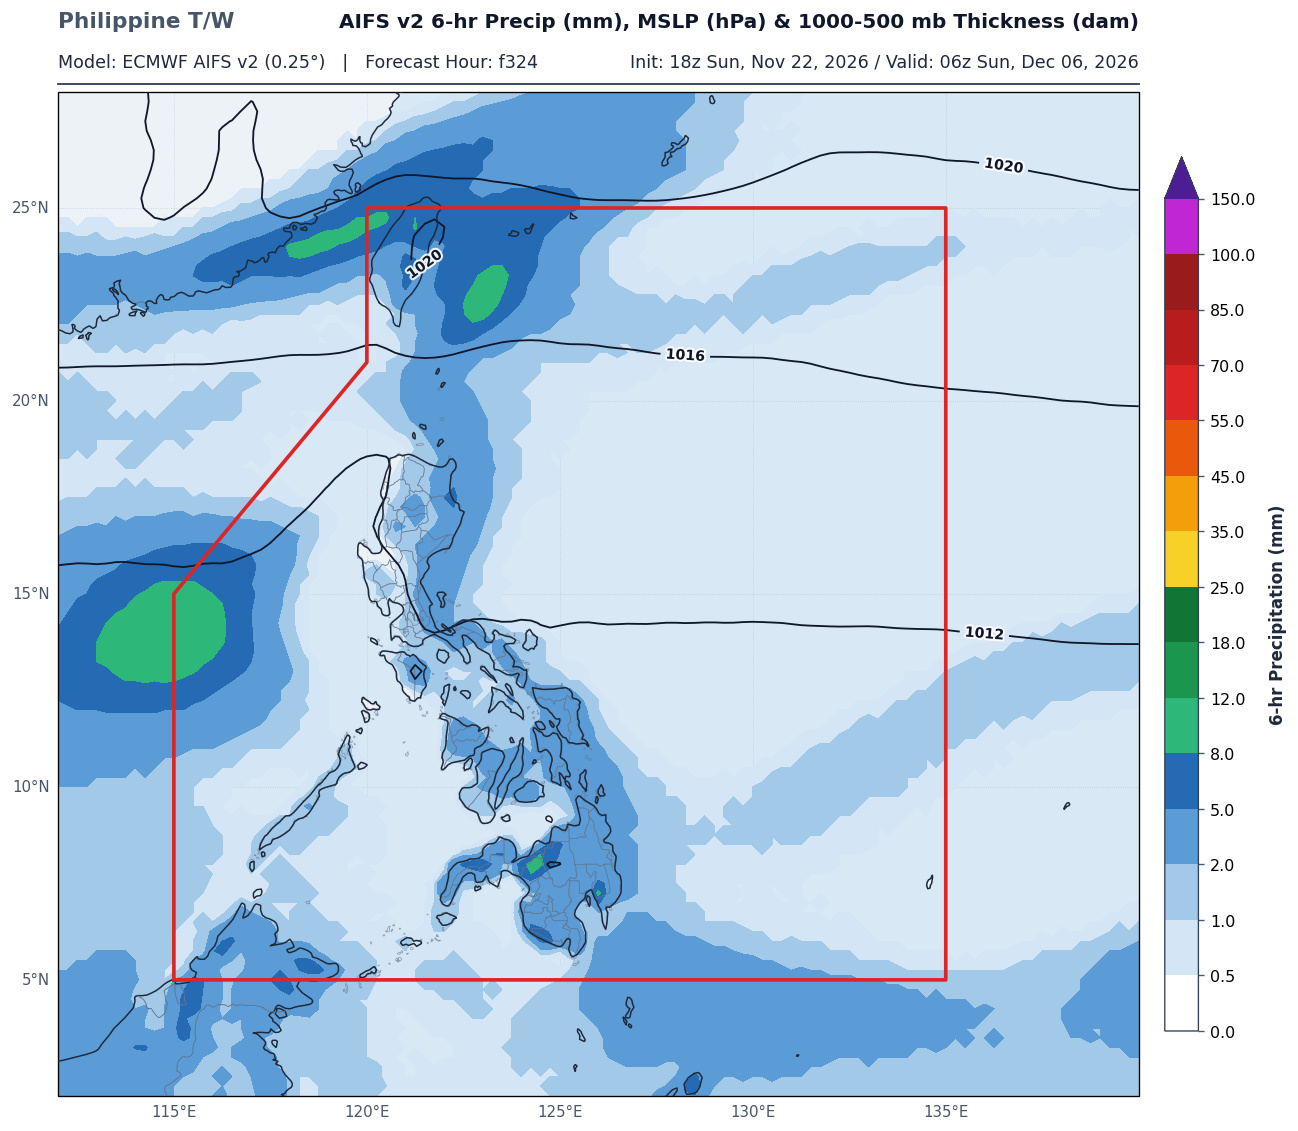 Philippine T/W
AIFS v2 6-hr Precip (mm), MSLP (hPa) & 1000-500 mb Thickness (dam)
Model: ECMWF AIFS v2 (0.25°) | Forecast Hour: f324
Init: 18z Sun, Nov 22, 2026 / Valid: 06z Sun, Dec 06, 2026
1020
1020
1016
1012
25°N
20°N
15°N
10°N
5°N
115°E
120°E
125°E
130°E
135°E
150.0
100.0
85.0
70.0
55.0
45.0
35.0
25.0
18.0
12.0
8.0
5.0
2.0
1.0
0.5
0.0
6-hr Precipitation (mm)